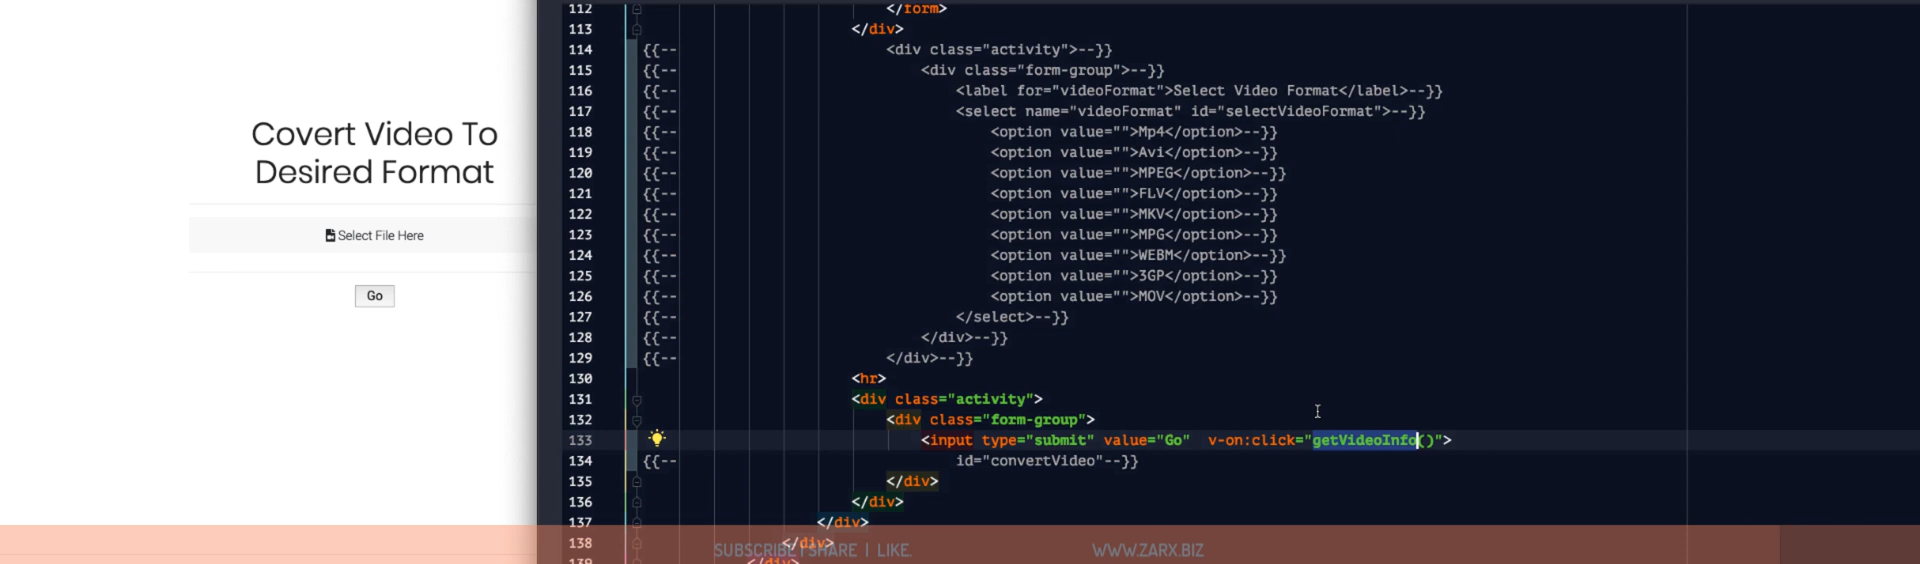 Covert Video To
Desired Format
Select File Here
Go
112 </form>
113 </div>
114 {{-- <div class="activity">--}}
115 {{-- <div class="form-group">--}}
116 {{-- <label for="videoFormat">Select Video Format</label>--}}
117 {{-- <select name="videoFormat" id="selectVideoFormat">--}}
118 {{-- <option value="">Mp4</option>--}}
119 {{-- <option value="">Avi</option>--}}
120 {{-- <option value="">MPEG</option>--}}
121 {{-- <option value="">FLV</option>--}}
122 {{-- <option value="">MKV</option>--}}
123 {{-- <option value="">MPG</option>--}}
124 {{-- <option value="">WEBM</option>--}}
125 {{-- <option value="">3GP</option>--}}
126 {{-- <option value="">MOV</option>--}}
127 {{-- </select>--}}
128 {{-- </div>--}}
129 {{-- </div>--}}
130 <hr>
131 <div class="activity">
132 <div class="form-group">
133 <input type="submit" value="Go" v-on:click="getVideoInfo()">
134 {{-- id="convertVideo"--}}
135 </div>
136 </div>
137 </div>
138 </div>
139 </div>
SUBSCRIBE | SHARE | LIKE.
WWW.ZARX.BIZ